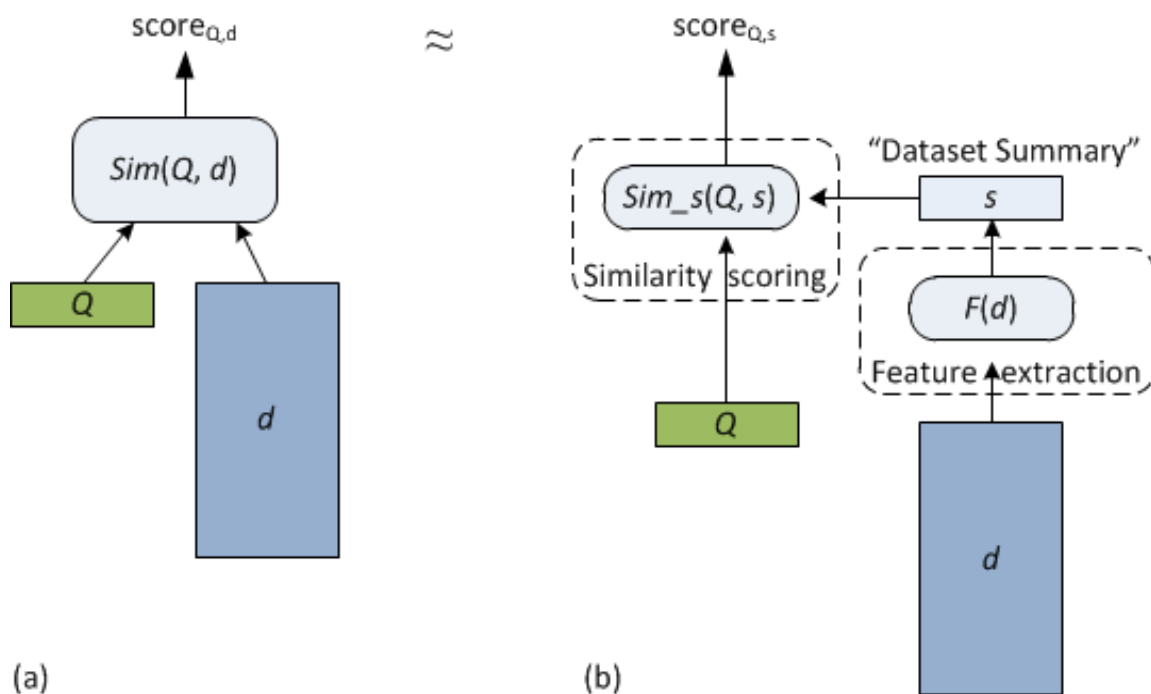 score_Q,d
≈
score_Q,s
Sim(Q, d)
Q
d
(a)
"Dataset Summary"
Sim_s(Q, s)
s
Similarity scoring
F(d)
Feature extraction
Q
d
(b)